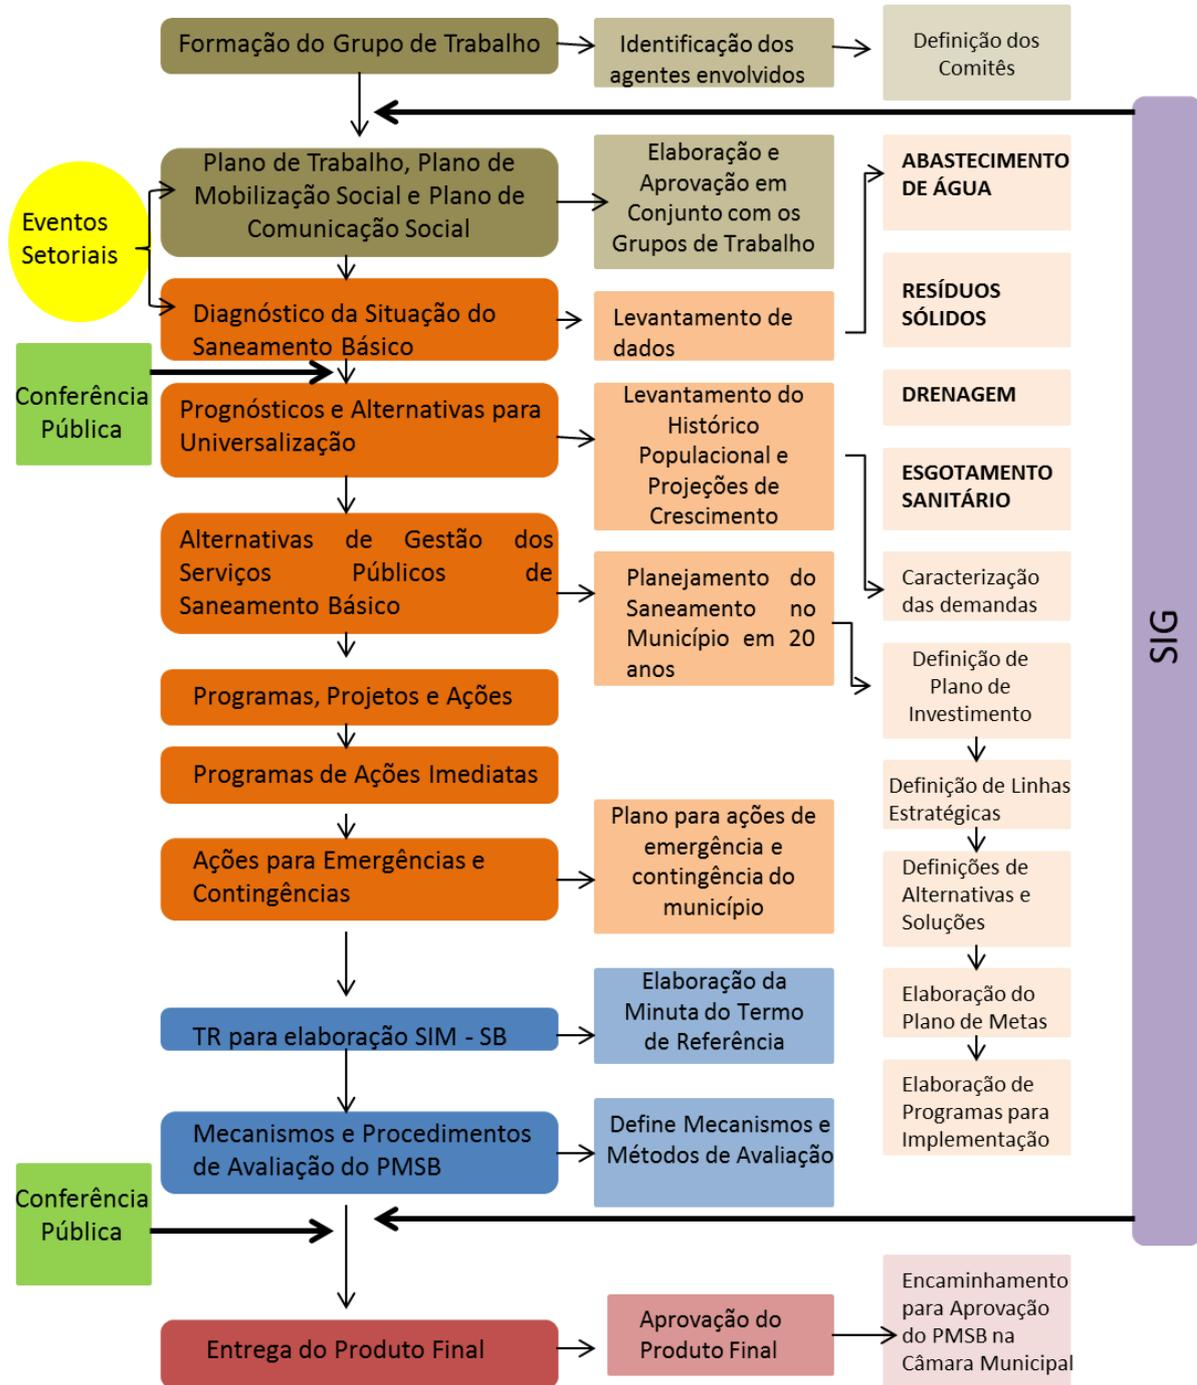 Formação do Grupo de Trabalho
Identificação dos
agentes envolvidos
Definição dos
Comitês
Plano de Trabalho, Plano de
Mobilização Social e Plano de
Comunicação Social
Elaboração e
Aprovação em
Conjunto com os
Grupos de Trabalho
ABASTECIMENTO
DE ÁGUA
Eventos
Setoriais
Diagnóstico da Situação do
Saneamento Básico
Levantamento de
dados
RESÍDUOS
SÓLIDOS
Conferência
Pública
Prognósticos e Alternativas para
Universalização
Levantamento do
Histórico
Populacional e
Projeções de
Crescimento
DRENAGEM
ESGOTAMENTO
SANITÁRIO
Alternativas de Gestão dos
Serviços Públicos de
Saneamento Básico
Planejamento do
Saneamento no
Município em 20
anos
Caracterização
das demandas
SIG
Definição de
Plano de
Investimento
Programas, Projetos e Ações
Programas de Ações Imediatas
Definição de Linhas
Estratégicas
Ações para Emergências e
Contingências
Plano para ações de
emergência e
contingência do
município
Definições de
Alternativas e
Soluções
TR para elaboração SIM - SB
Elaboração da
Minuta do Termo
de Referência
Elaboração do
Plano de Metas
Elaboração de
Programas para
Implementação
Mecanismos e Procedimentos
de Avaliação do PMSB
Define Mecanismos e
Métodos de Avaliação
Conferência
Pública
Entrega do Produto Final
Aprovação do
Produto Final
Encaminhamento
para Aprovação
do PMSB na
Câmara Municipal